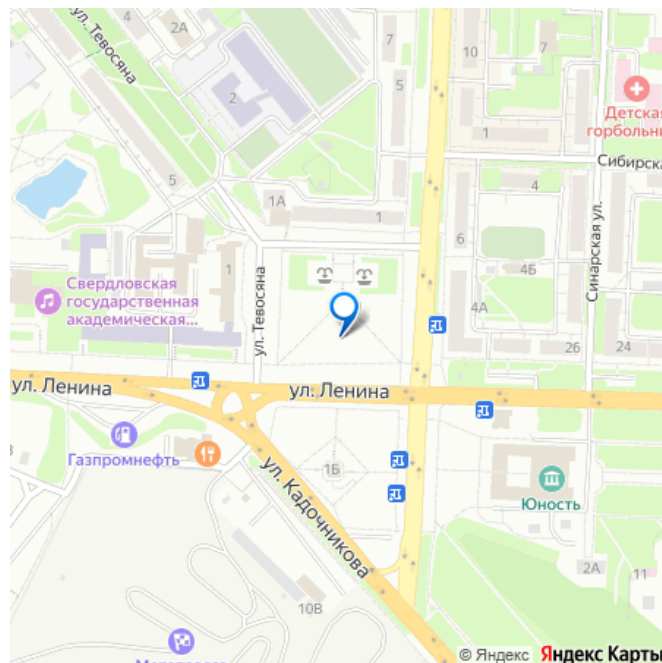 ул. Тевосяна
2А
2
7
5
10
7
1
Детская
горбольни
Сибирска
5
1А
1
4
6
4Б
Синарская ул.
1
Свердловская
государственная
академическая...
ул. Тевосяна
4А
26
24
ул. Ленина
ул. Ленина
Газпромнефть
1Б
ул. Кадочникова
Юность
2А
10В
© Яндекс Яндекс Карты